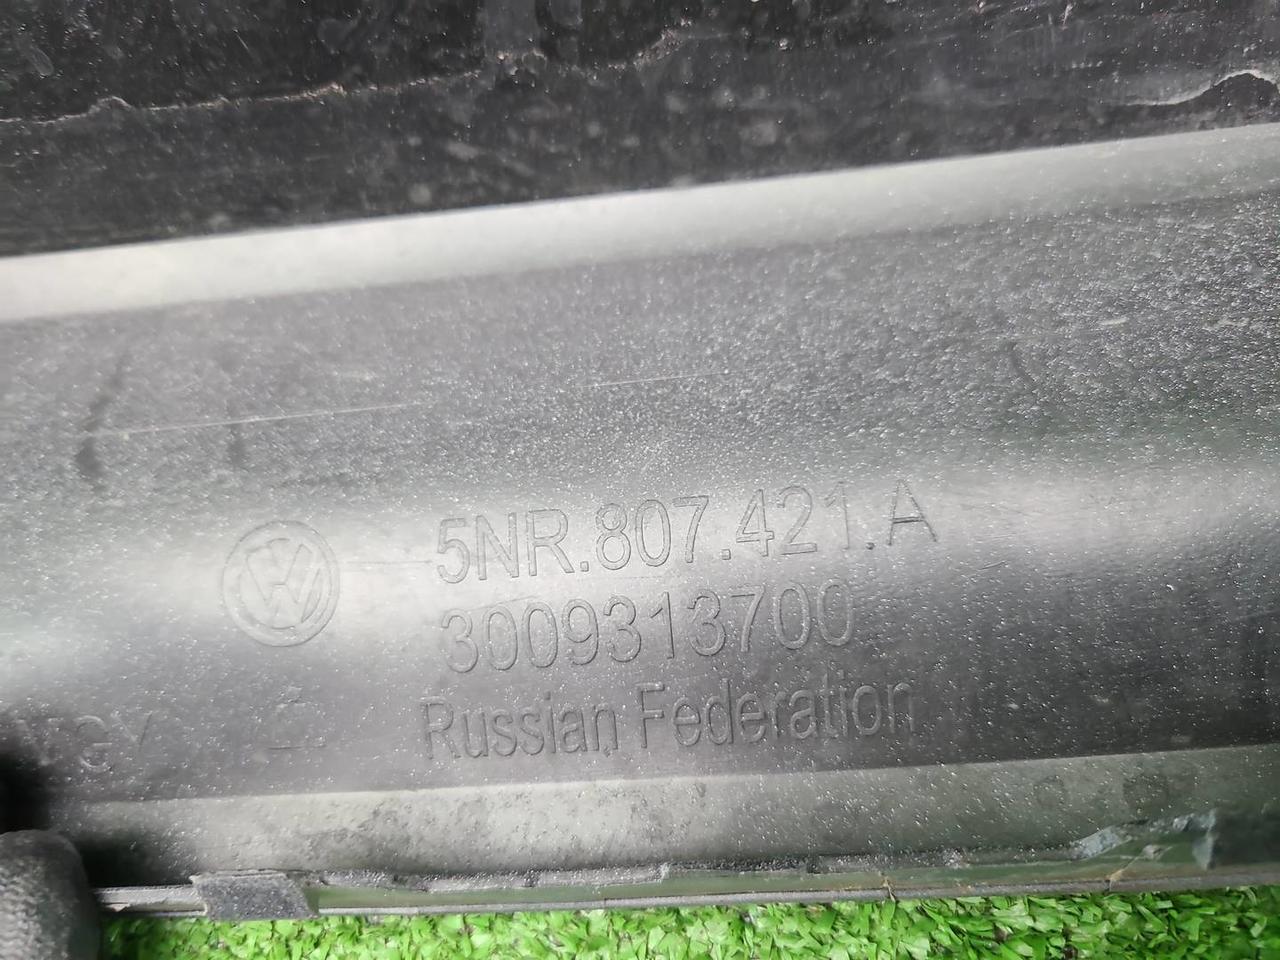 5NR.807.421.A
3009313700
Russian Federation